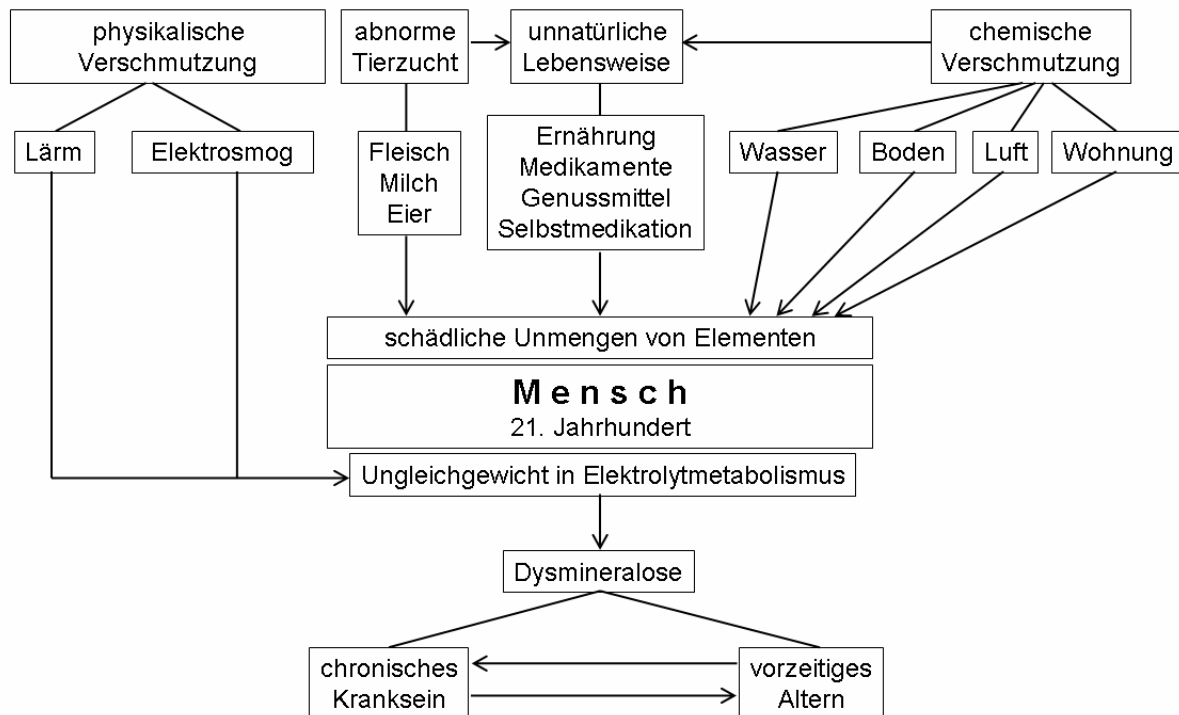 physikalische
Verschmutzung
abnorme
Tierzucht
unnatürliche
Lebensweise
chemische
Verschmutzung
Lärm
Elektrosmog
Fleisch
Milch
Eier
Ernährung
Medikamente
Genussmittel
Selbstmedikation
Wasser
Boden
Luft
Wohnung
schädliche Unmengen von Elementen
M e n s c h
21. Jahrhundert
Ungleichgewicht in Elektrolytmetabolismus
Dysmineralose
chronisches
Kranksein
vorzeitiges
Altern